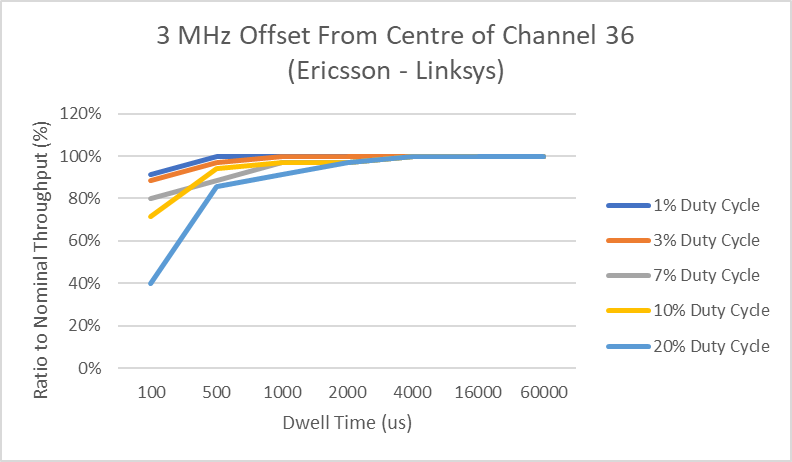 3 MHz Offset From Centre of Channel 36
(Ericsson - Linksys)
Ratio to Nominal Throughput (%)
120%
100%
80%
60%
40%
20%
0%
100 500 1000 2000 4000 16000 60000
Dwell Time (us)
1% Duty Cycle
3% Duty Cycle
7% Duty Cycle
10% Duty Cycle
20% Duty Cycle